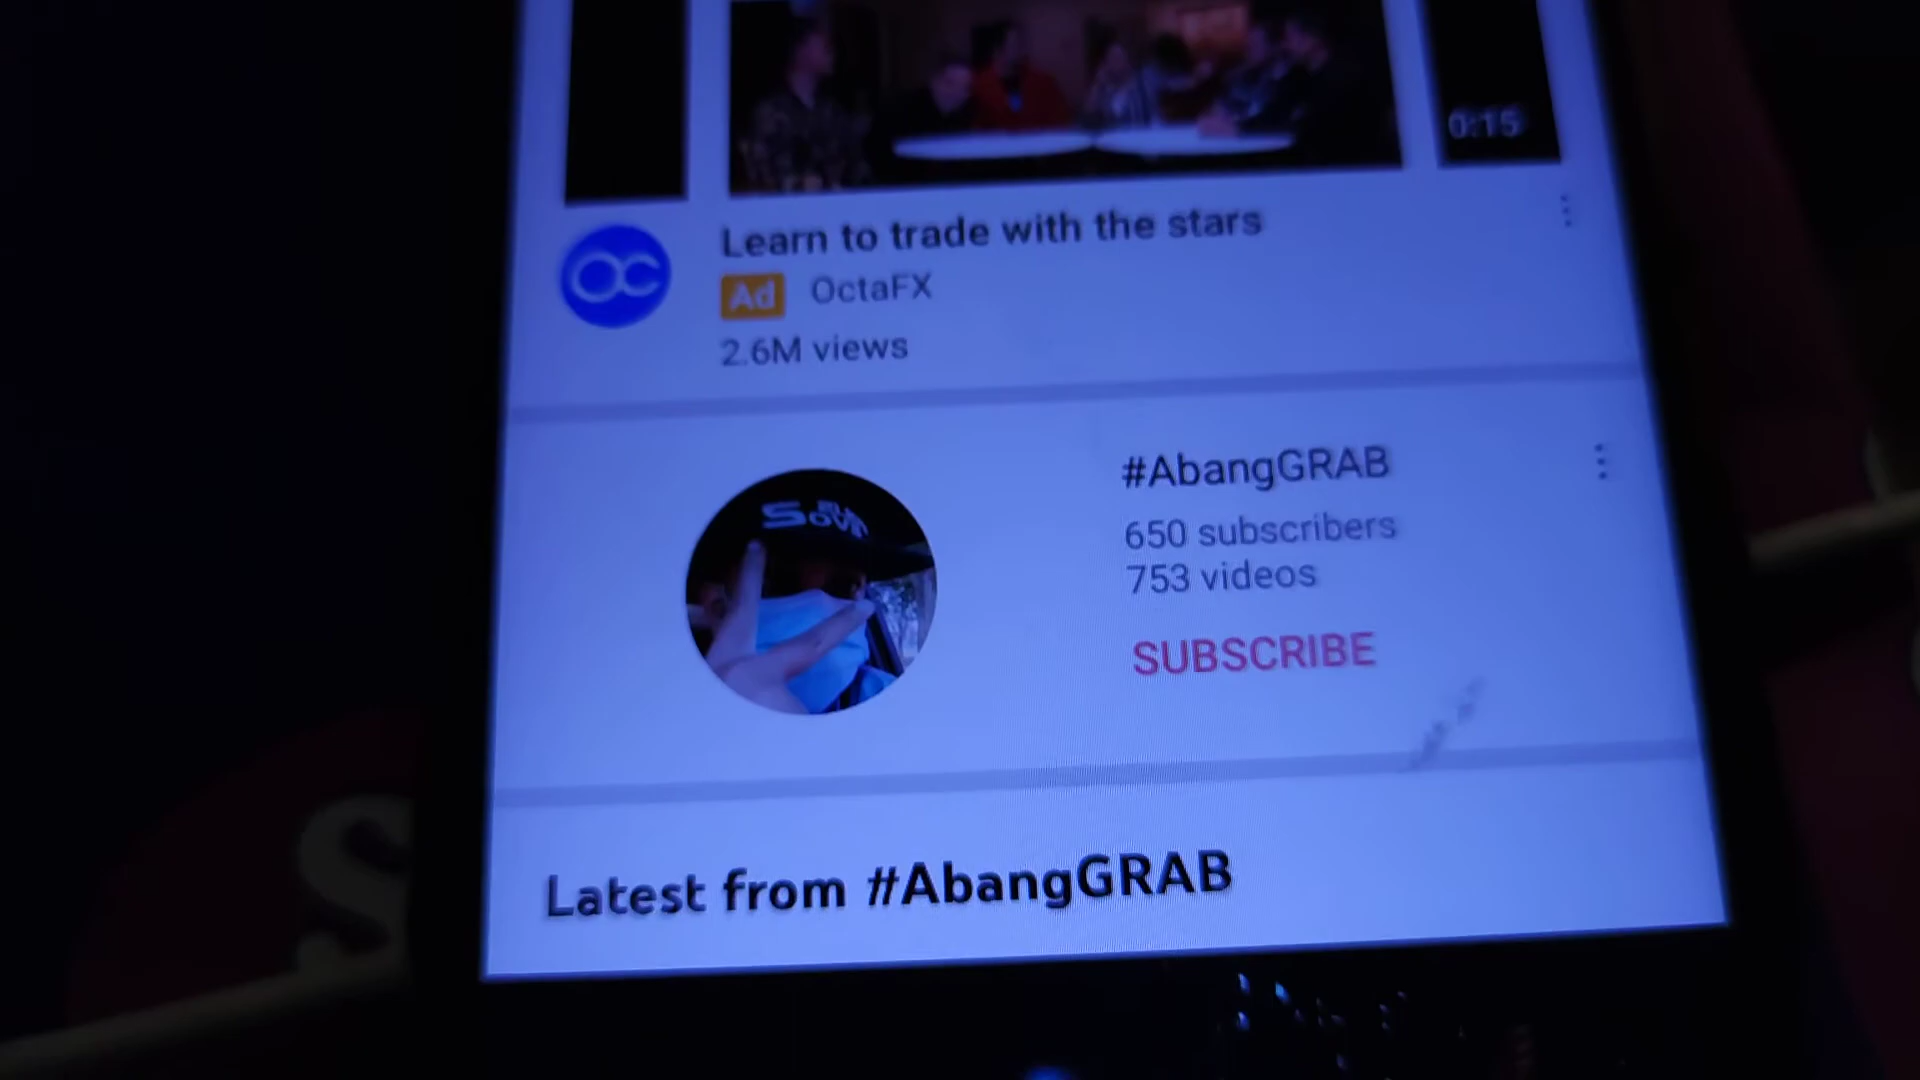 0:15
Learn to trade with the stars
OC
Ad OctaFX
2.6M views
#AbangGRAB
650 subscribers
753 videos
SUBSCRIBE
Latest from #AbangGRAB
S